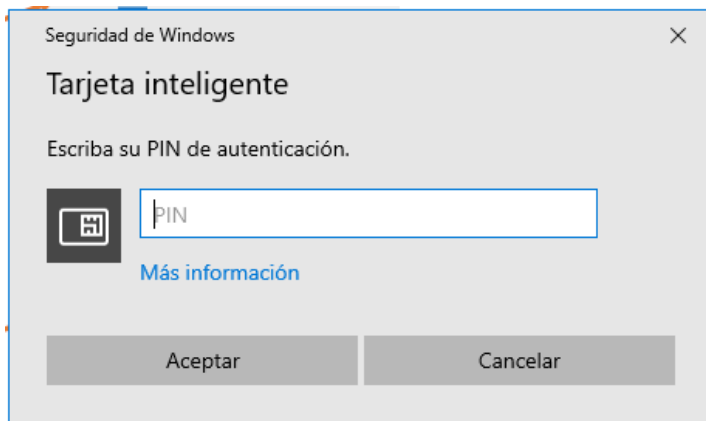 Seguridad de Windows
Tarjeta inteligente
Escriba su PIN de autenticación.
PIN
Más información
Aceptar
Cancelar